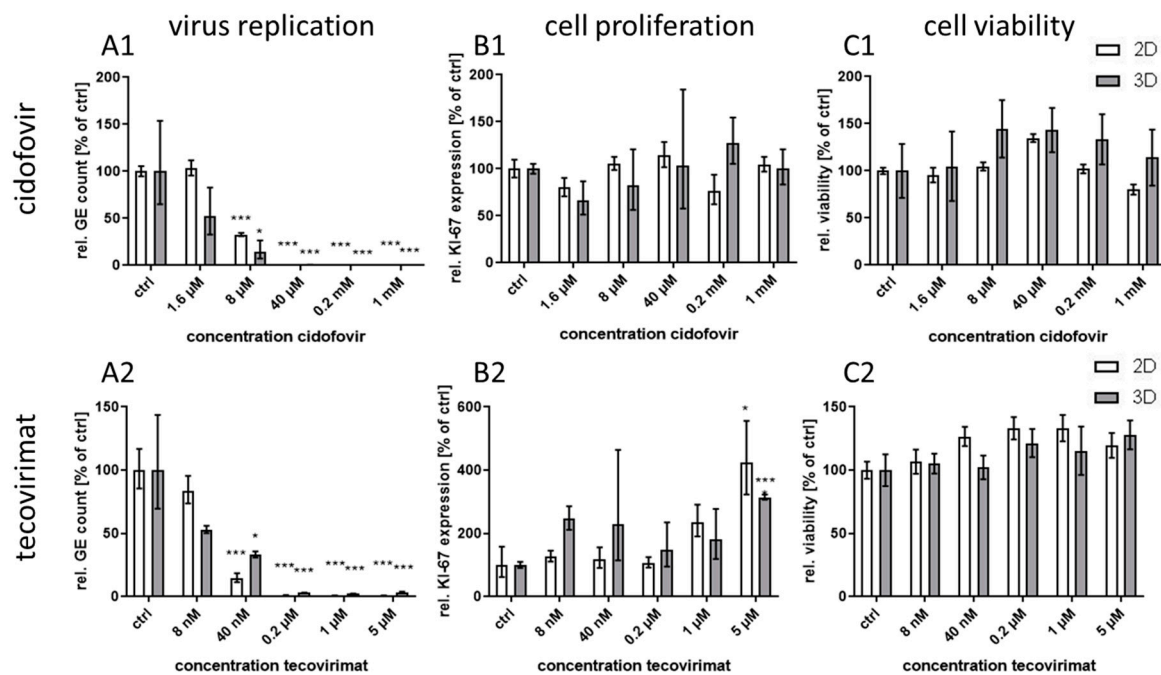 virus replication
cell proliferation
cell viability
cidofovir
A1
rel. GE count [% of ctrl]
200
150
100
50
0
***
*
*** *** *** *** *** ***
ctrl
1.6 µM
8 µM
40 µM
0.2 mM
1 mM
concentration cidofovir
B1
rel. KI-67 expression [% of ctrl]
200
150
100
50
0
ctrl
1.6 µM
8 µM
40 µM
0.2 mM
1 mM
concentration cidofovir
C1
2D
3D
rel. viability [% of ctrl]
200
150
100
50
0
ctrl
1.6 µM
8 µM
40 µM
0.2 mM
1 mM
concentration cidofovir
tecovirimat
A2
rel. GE count [% of ctrl]
150
100
50
0
***
*
*** *** *** *** *** ***
ctrl
8 nM
40 nM
0.2 µM
1 µM
5 µM
concentration tecovirimat
B2
rel. KI-67 expression [% of ctrl]
600
400
200
0
*
***
ctrl
8 nM
40 nM
0.2 µM
1 µM
5 µM
concentration tecovirimat
C2
2D
3D
rel. viability [% of ctrl]
150
100
50
0
ctrl
8 nM
40 nM
0.2 µM
1 µM
5 µM
concentration tecovirimat